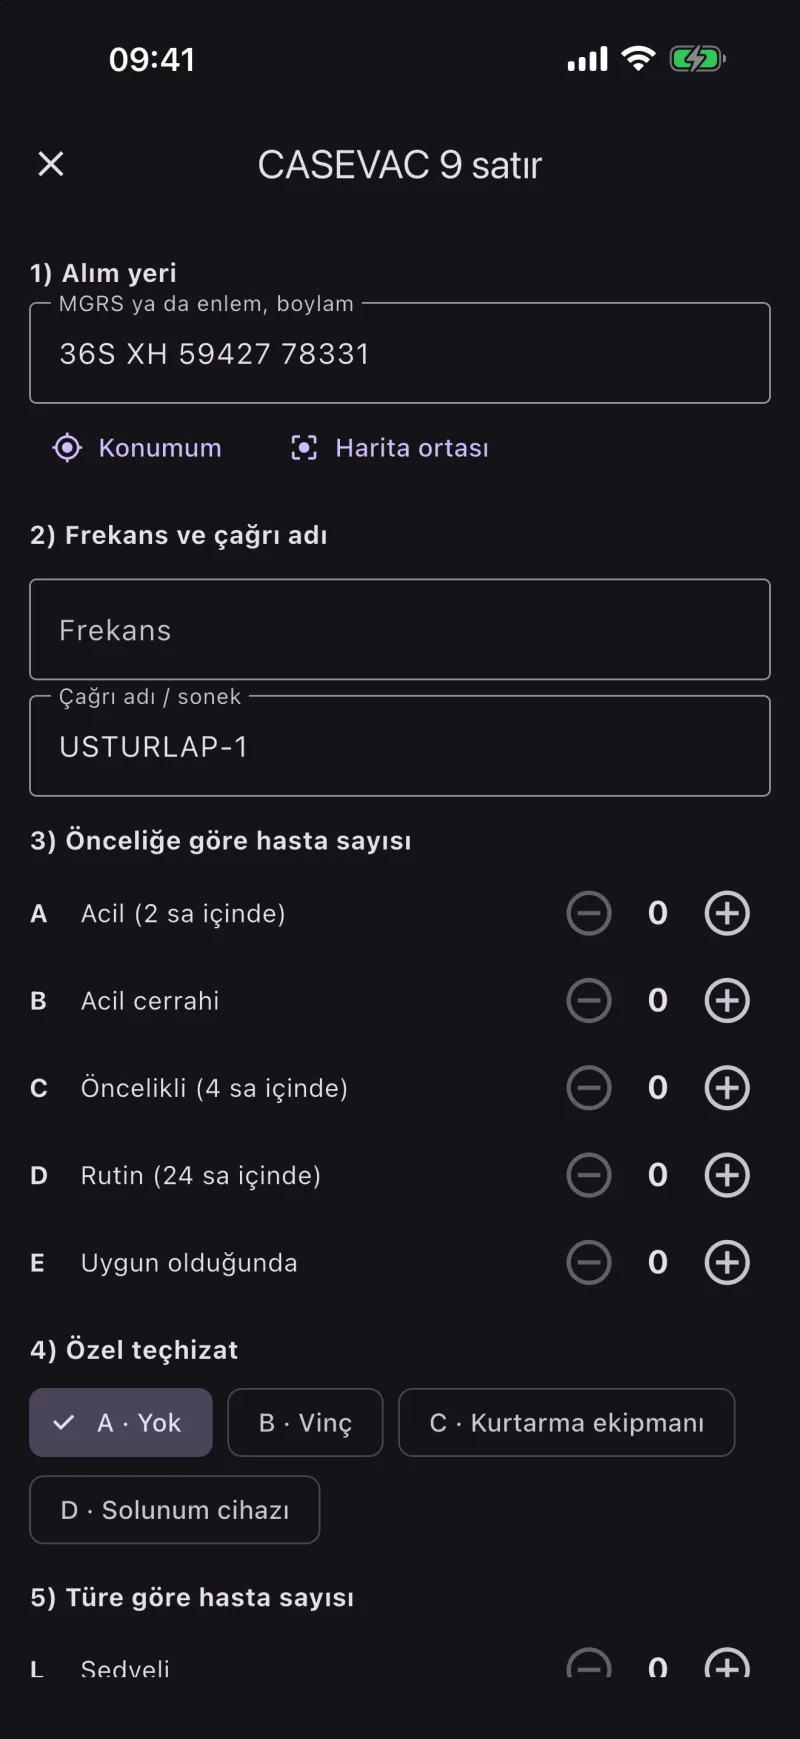 09:41
CASEVAC 9 satır
1) Alım yeri
MGRS ya da enlem, boylam
36S XH 59427 78331
Konumum Harita ortası
2) Frekans ve çağrı adı
Frekans
Çağrı adı / sonek
USTURLAP-1
3) Önceliğe göre hasta sayısı
A Acil (2 sa içinde) 0
B Acil cerrahi 0
C Öncelikli (4 sa içinde) 0
D Rutin (24 sa içinde) 0
E Uygun olduğunda 0
4) Özel teçhizat
A · Yok B · Vinç C · Kurtarma ekipmanı
D · Solunum cihazı
5) Türe göre hasta sayısı
L Sedyeli 0